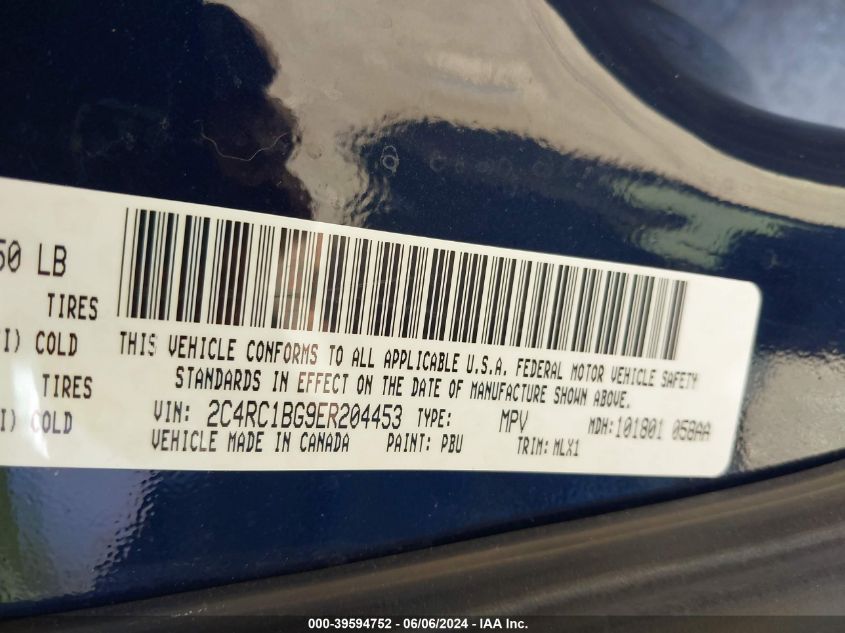 50 LB
TIRES
I) COLD
TIRES
I) COLD
THIS VEHICLE CONFORMS TO ALL APPLICABLE U.S.A. FEDERAL MOTOR VEHICLE SAFETY
STANDARDS IN EFFECT ON THE DATE OF MANUFACTURE SHOWN ABOVE.
VIN: 2C4RC1BG9ER204453 TYPE: MPV MDH: 101801 058AA
VEHICLE MADE IN CANADA PAINT: PBU TRIM: MLX1
000-39594752 - 06/06/2024 - IAA Inc.